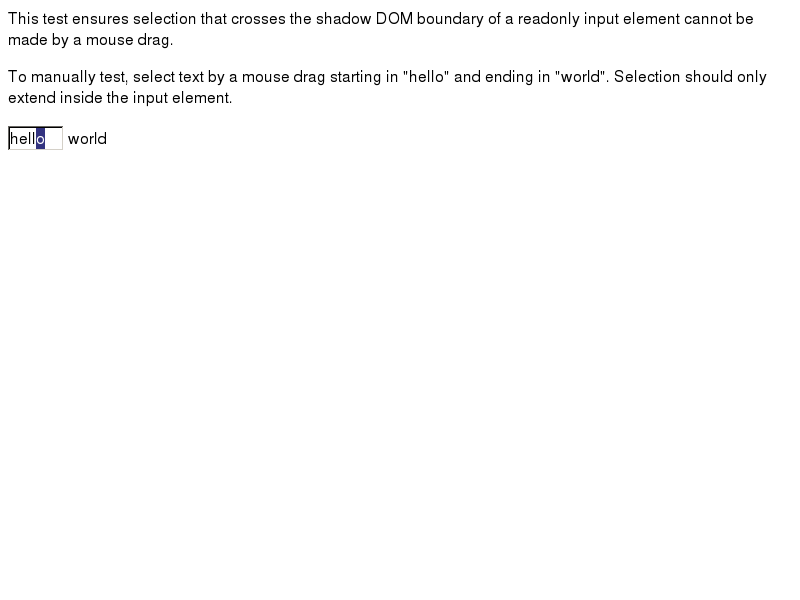 This test ensures selection that crosses the shadow DOM boundary of a readonly input element cannot be
made by a mouse drag.
To manually test, select text by a mouse drag starting in "hello" and ending in "world". Selection should only
extend inside the input element.
hello world